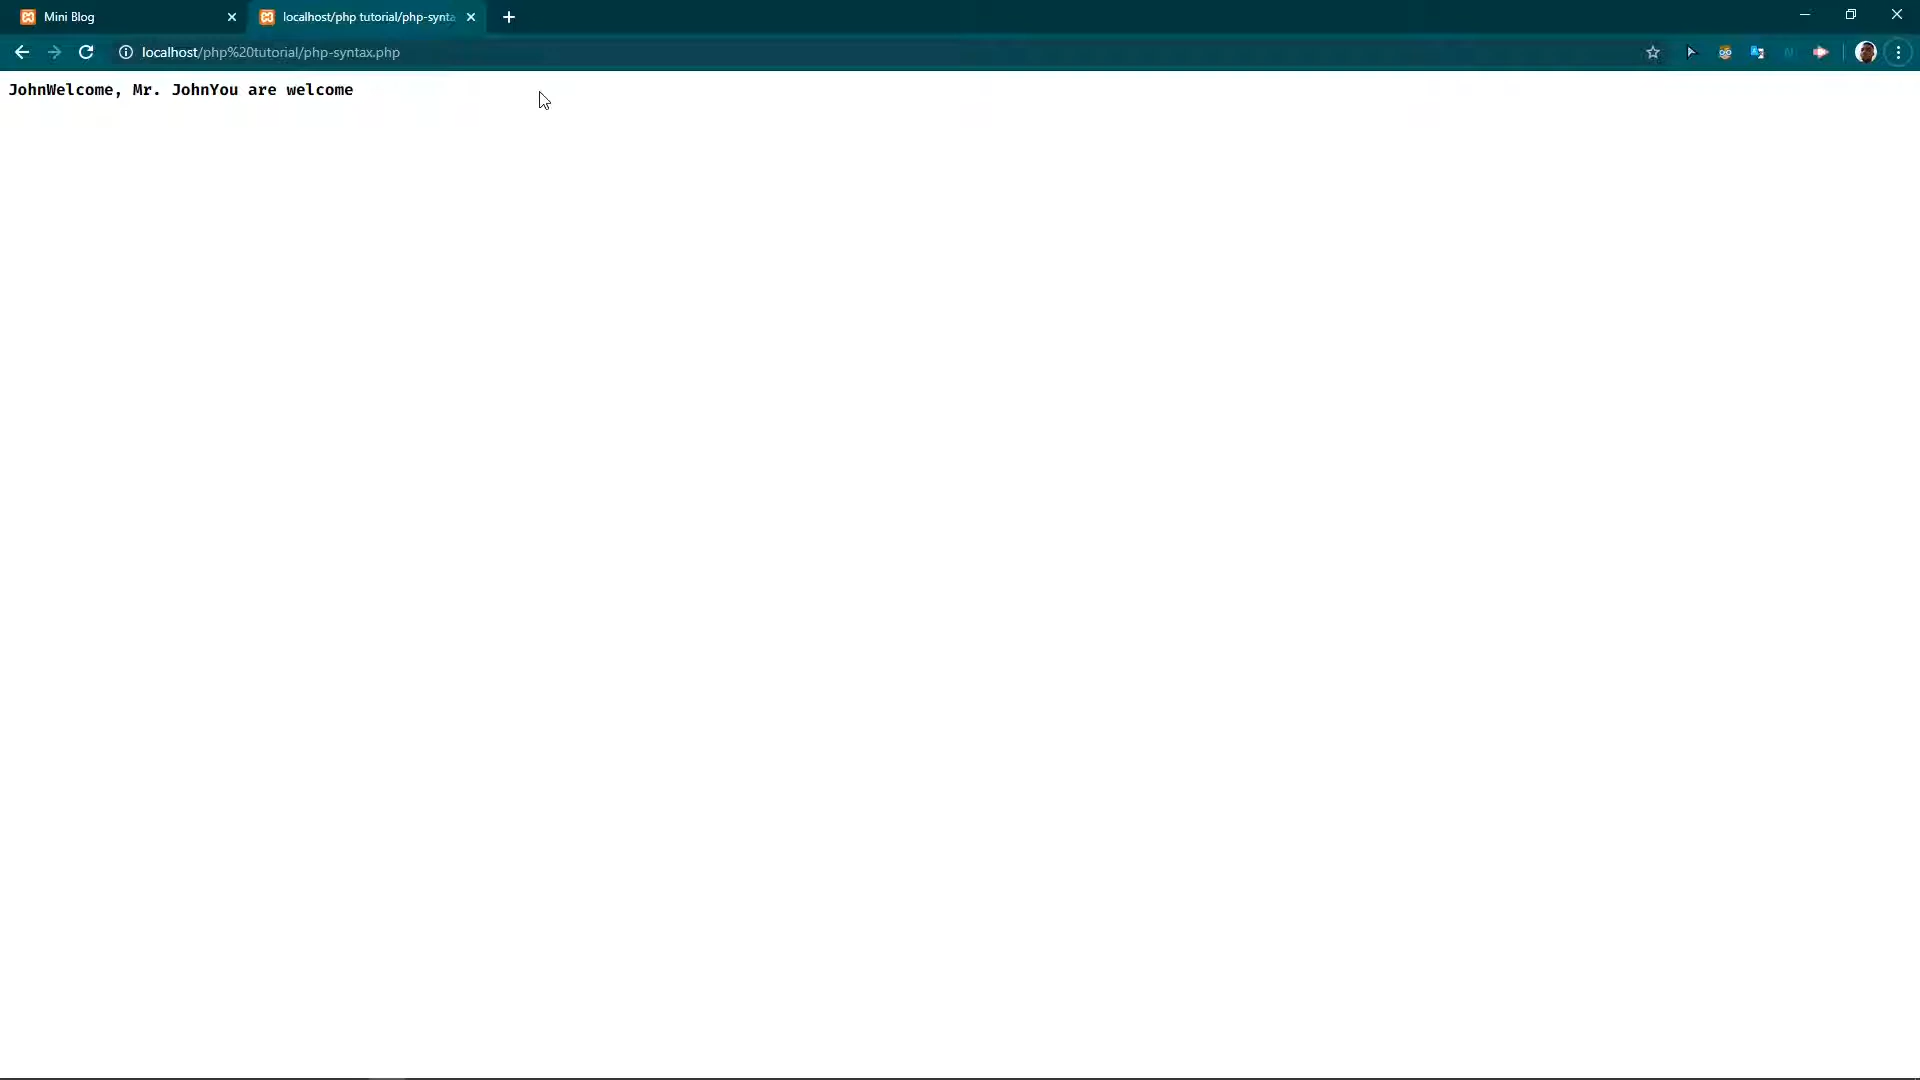 Mini Blog
localhost/php tutorial/php-synta
localhost/php%20tutorial/php-syntax.php
JohnWelcome, Mr. JohnYou are welcome